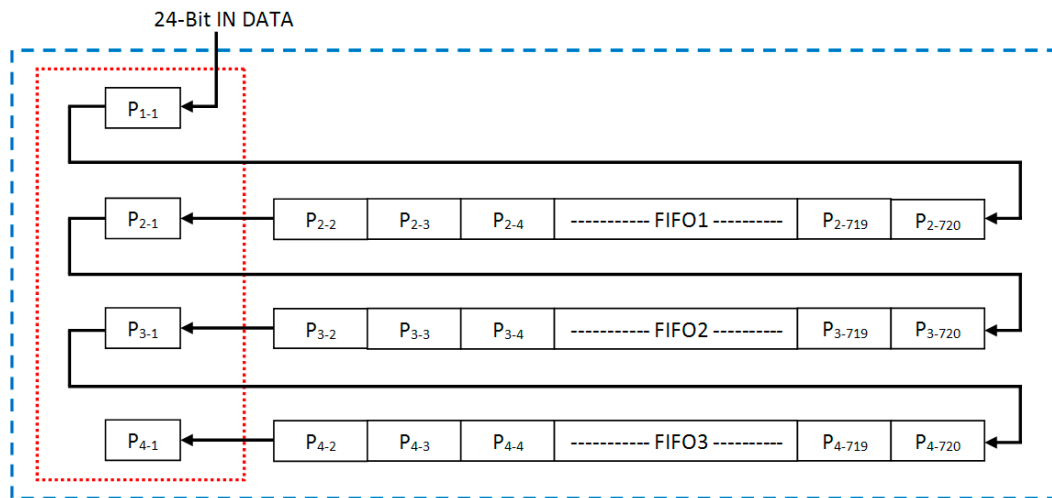 24-Bit IN DATA
P1-1
P2-1 P2-2 P2-3 P2-4 ----------- FIFO1 ---------- P2-719 P2-720
P3-1 P3-2 P3-3 P3-4 ----------- FIFO2 ---------- P3-719 P3-720
P4-1 P4-2 P4-3 P4-4 ----------- FIFO3 ---------- P4-719 P4-720